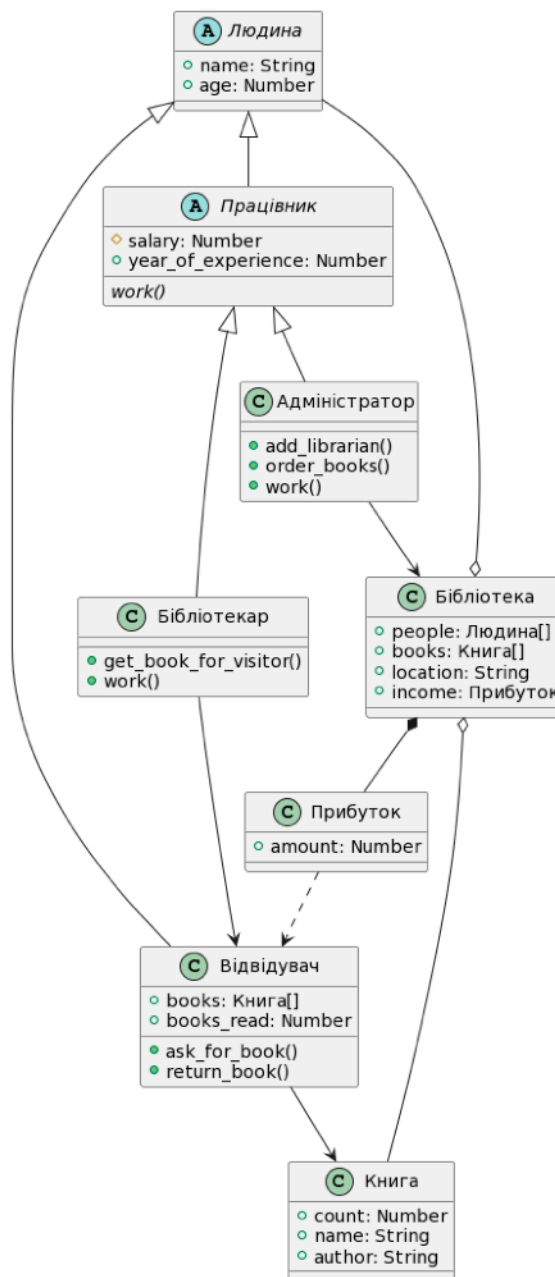 A Людина
name: String
age: Number
A Працівник
salary: Number
year_of_experience: Number
work()
C Адміністратор
add_librarian()
order_books()
work()
C Бібліотека
people: Людина[]
books: Книга[]
location: String
income: Прибуток
C Бібліотекар
get_book_for_visitor()
work()
C Прибуток
amount: Number
C Відвідувач
books: Книга[]
books_read: Number
ask_for_book()
return_book()
C Книга
count: Number
name: String
author: String